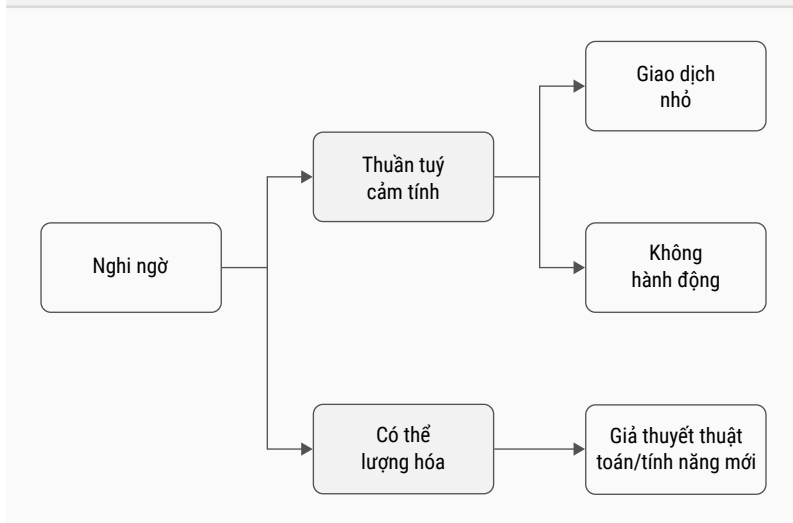 Giao dịch
nhỏ
Thuần tuý
cảm tính
Nghi ngờ
Không
hành động
Có thể
lượng hóa
Giả thuyết thuật
toán/tính năng mới